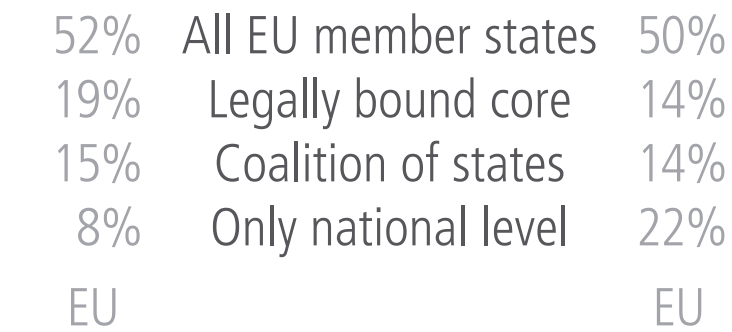 52% All EU member states 50%
19% Legally bound core 14%
15% Coalition of states 14%
8% Only national level 22%
EU EU